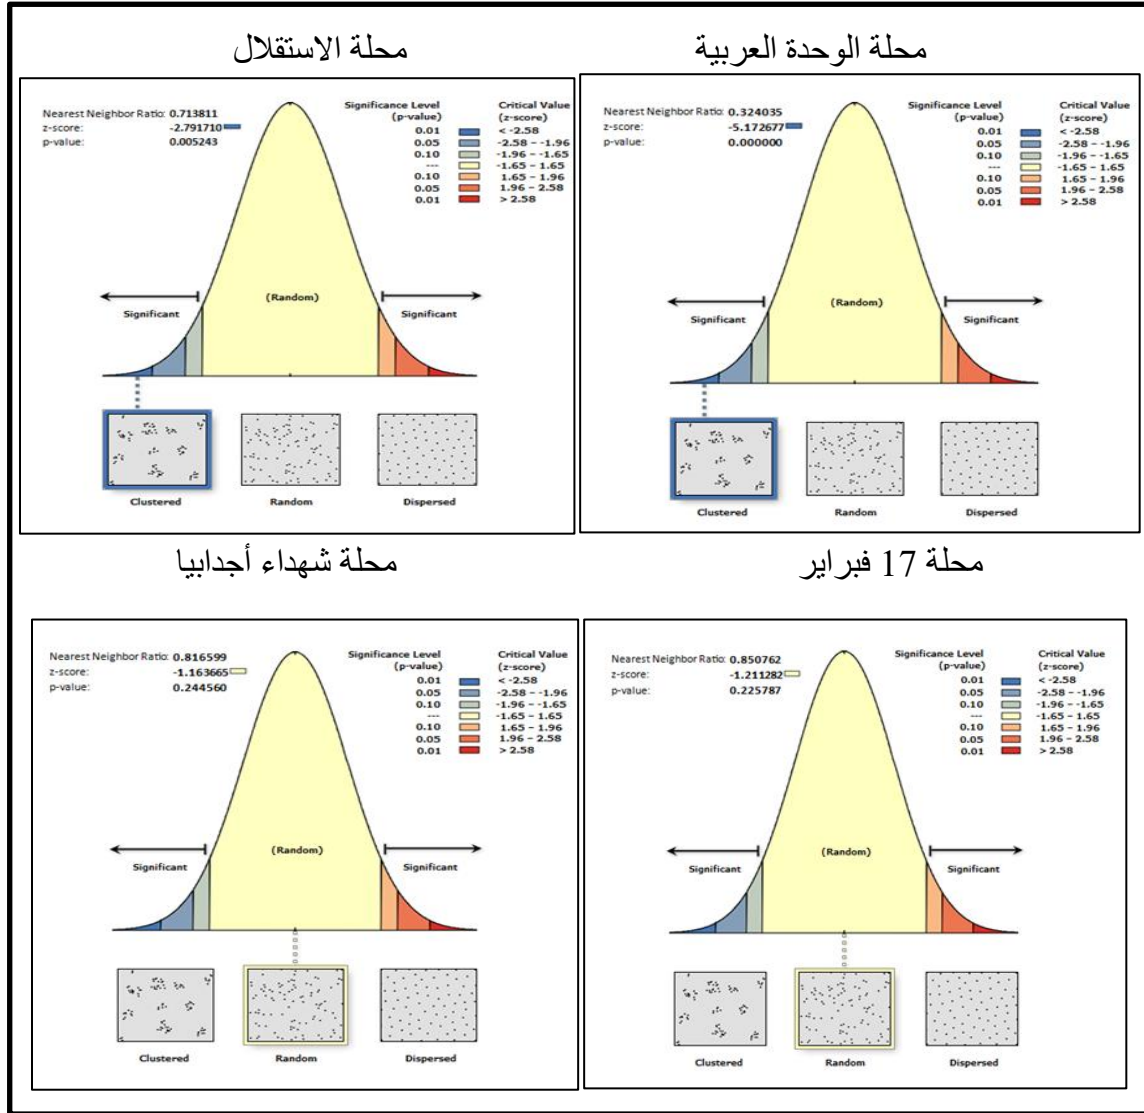 محلة الوحدة العربية
محلة الاستقلال
Nearest Neighbor Ratio: 0.713811
z-score: -2.791710
p-value: 0.005243
Significance Level (p-value)
Critical Value (z-score)
0.01 < -2.58
0.05 -2.58 – -1.96
0.10 -1.96 – -1.65
--- -1.65 – 1.65
0.10 1.65 – 1.96
0.05 1.96 – 2.58
0.01 > 2.58
(Random)
Significant Significant
Clustered Random Dispersed
Nearest Neighbor Ratio: 0.324035
z-score: -5.172677
p-value: 0.000000
Significance Level (p-value)
Critical Value (z-score)
0.01 < -2.58
0.05 -2.58 – -1.96
0.10 -1.96 – -1.65
--- -1.65 – 1.65
0.10 1.65 – 1.96
0.05 1.96 – 2.58
0.01 > 2.58
(Random)
Significant Significant
Clustered Random Dispersed
محلة 17 فبراير
محلة شهداء أجدابيا
Nearest Neighbor Ratio: 0.816599
z-score: -1.163665
p-value: 0.244560
Significance Level (p-value)
Critical Value (z-score)
0.01 < -2.58
0.05 -2.58 – -1.96
0.10 -1.96 – -1.65
--- -1.65 – 1.65
0.10 1.65 – 1.96
0.05 1.96 – 2.58
0.01 > 2.58
(Random)
Significant Significant
Clustered Random Dispersed
Nearest Neighbor Ratio: 0.850762
z-score: -1.211282
p-value: 0.225787
Significance Level (p-value)
Critical Value (z-score)
0.01 < -2.58
0.05 -2.58 – -1.96
0.10 -1.96 – -1.65
--- -1.65 – 1.65
0.10 1.65 – 1.96
0.05 1.96 – 2.58
0.01 > 2.58
(Random)
Significant Significant
Clustered Random Dispersed